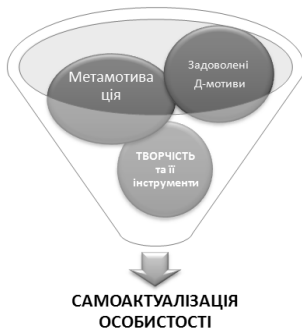 Метамотива
ція
Задоволені
Д-мотиви
ТВОРЧІСТЬ
та її
інструменти
САМОАКТУАЛІЗАЦІЯ
ОСОБИСТОСТІ